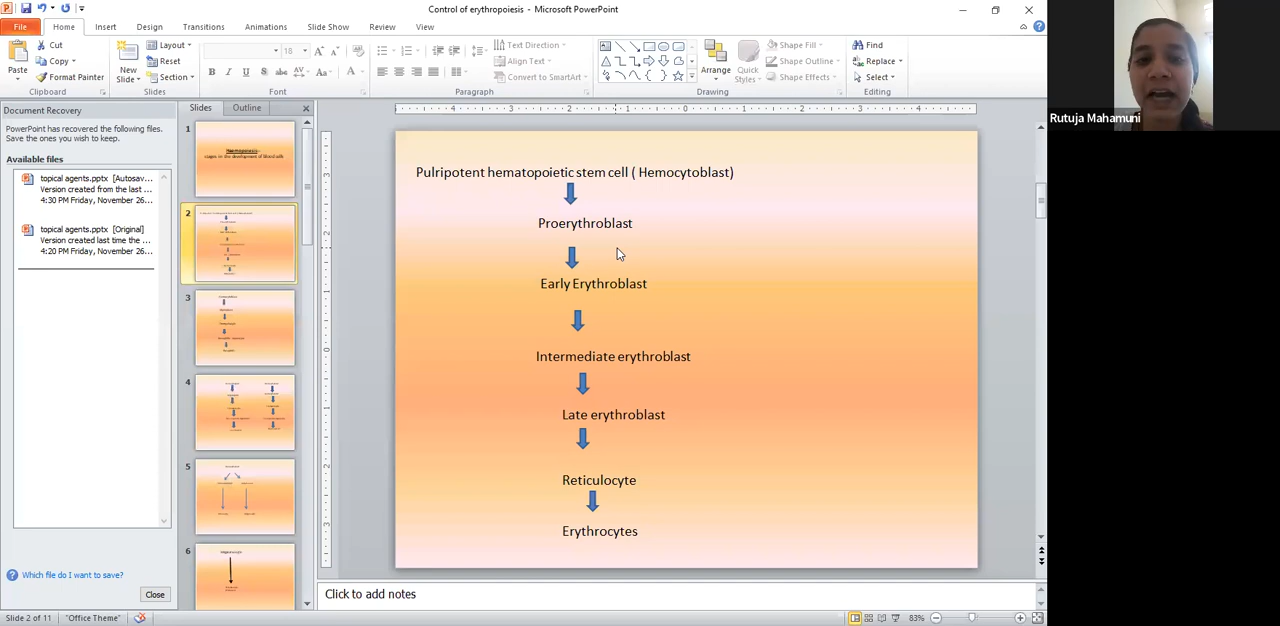 Control of erythropoiesis - Microsoft PowerPoint
File Home Insert Design Transitions Animations Slide Show Review View
Paste
Cut
Copy
Format Painter
Clipboard
New
Slide
Layout
Reset
Section
Slides
18
Font
Text Direction
Align Text
Convert to SmartArt
Paragraph
Arrange
Quick
Styles
Shape Fill
Shape Outline
Shape Effects
Drawing
Find
Replace
Select
Editing
Document Recovery
PowerPoint has recovered the following files.
Save the ones you wish to keep.
Available files
topical agents.pptx [Autosav...
Version created from the last ...
4:30 PM Friday, November 26...
topical agents.pptx [Original]
Version created last time the ...
4:20 PM Friday, November 26...
Which file do I want to save?
Close
Slides Outline
1
2
3
4
5
6
Pulripotent hematopoietic stem cell ( Hemocytoblast)
Proerythroblast
Early Erythroblast
Intermediate erythroblast
Late erythroblast
Reticulocyte
Erythrocytes
Click to add notes
Slide 2 of 11 "Office Theme" 83%
Rutuja Mahamuni